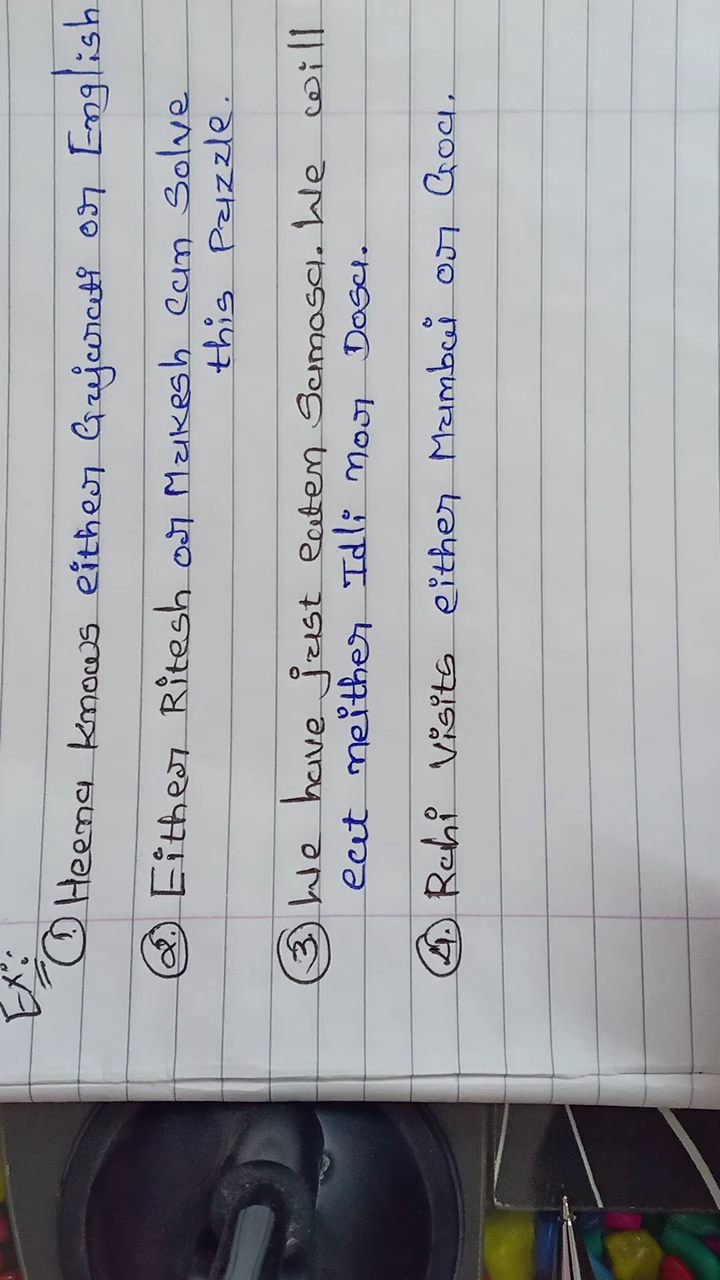 Ex:
1. Heena knows either Gujarati or English
2. Either Ritesh or Mukesh can solve
this Puzzle.
3. We have just eaten Samosa. We will
eat neither Idli nor Dosa.
4. Rahi visits either Mumbai or Goa.